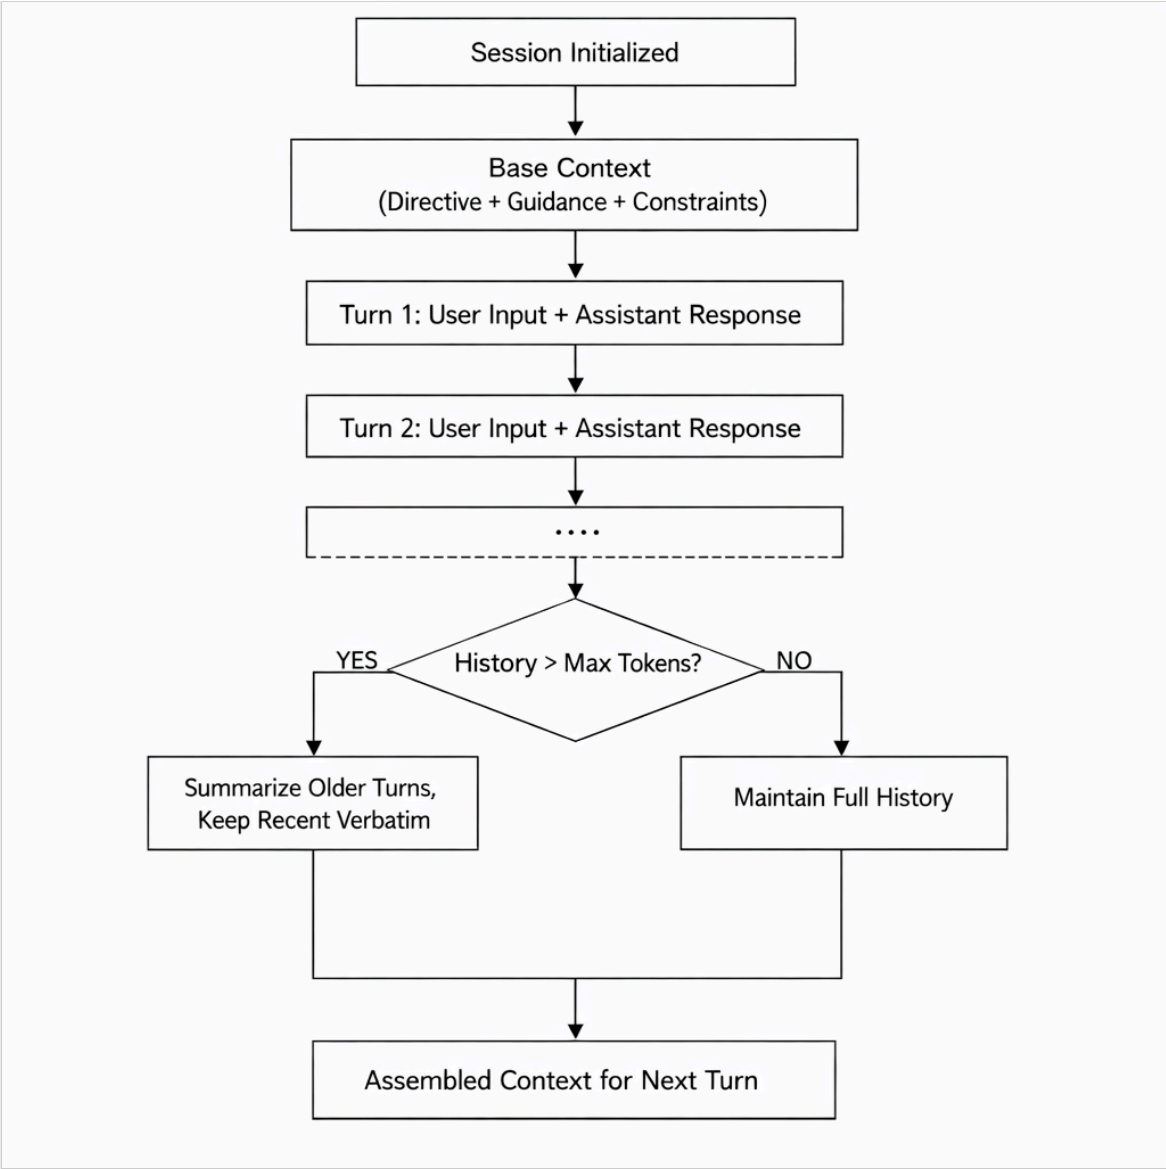 Session Initialized
Base Context
(Directive + Guidance + Constraints)
Turn 1: User Input + Assistant Response
Turn 2: User Input + Assistant Response
....
History > Max Tokens?
YES
NO
Summarize Older Turns,
Keep Recent Verbatim
Maintain Full History
Assembled Context for Next Turn